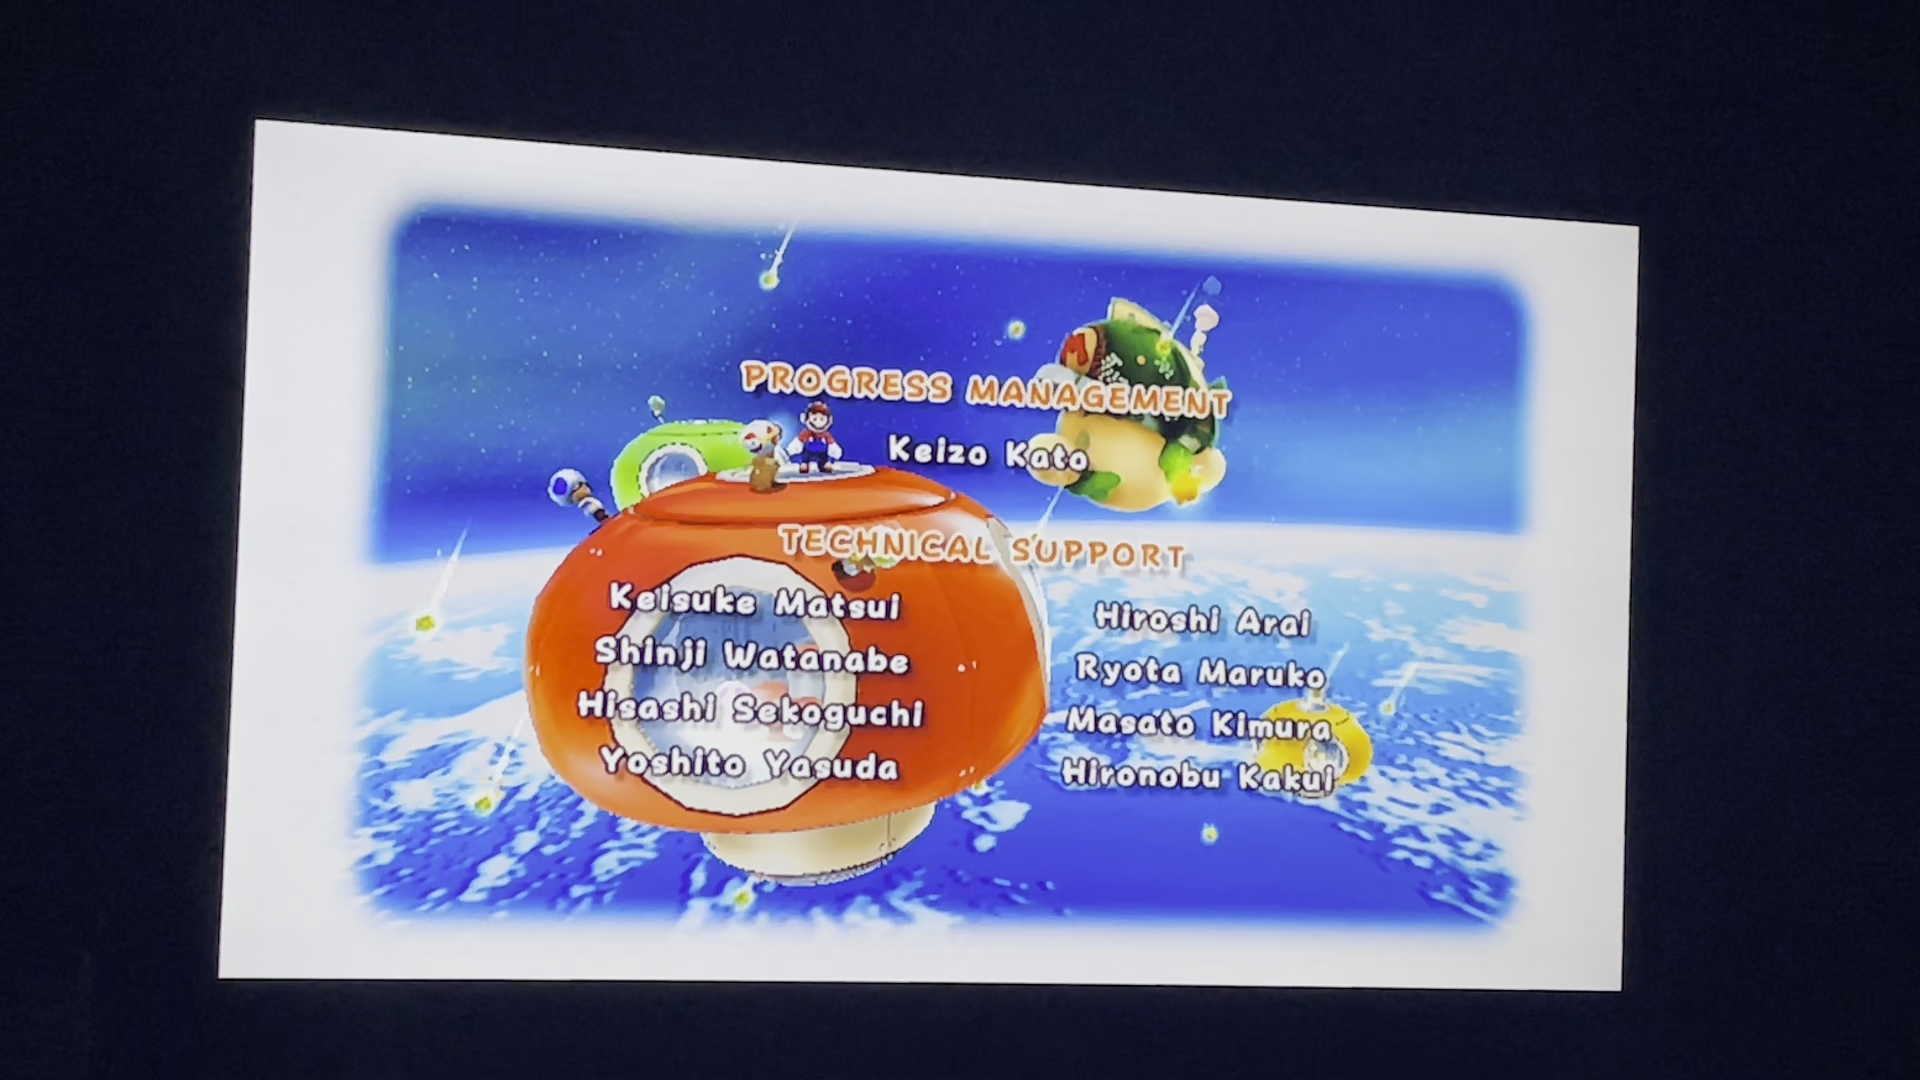 PROGRESS MANAGEMENT
Keizo Kato
TECHNICAL SUPPORT
Keisuke Matsui
Hiroshi Arai
Shinji Watanabe
Ryota Maruko
Hisashi Sekoguchi
Masato Kimura
Yoshito Yasuda
Hironobu Kakui